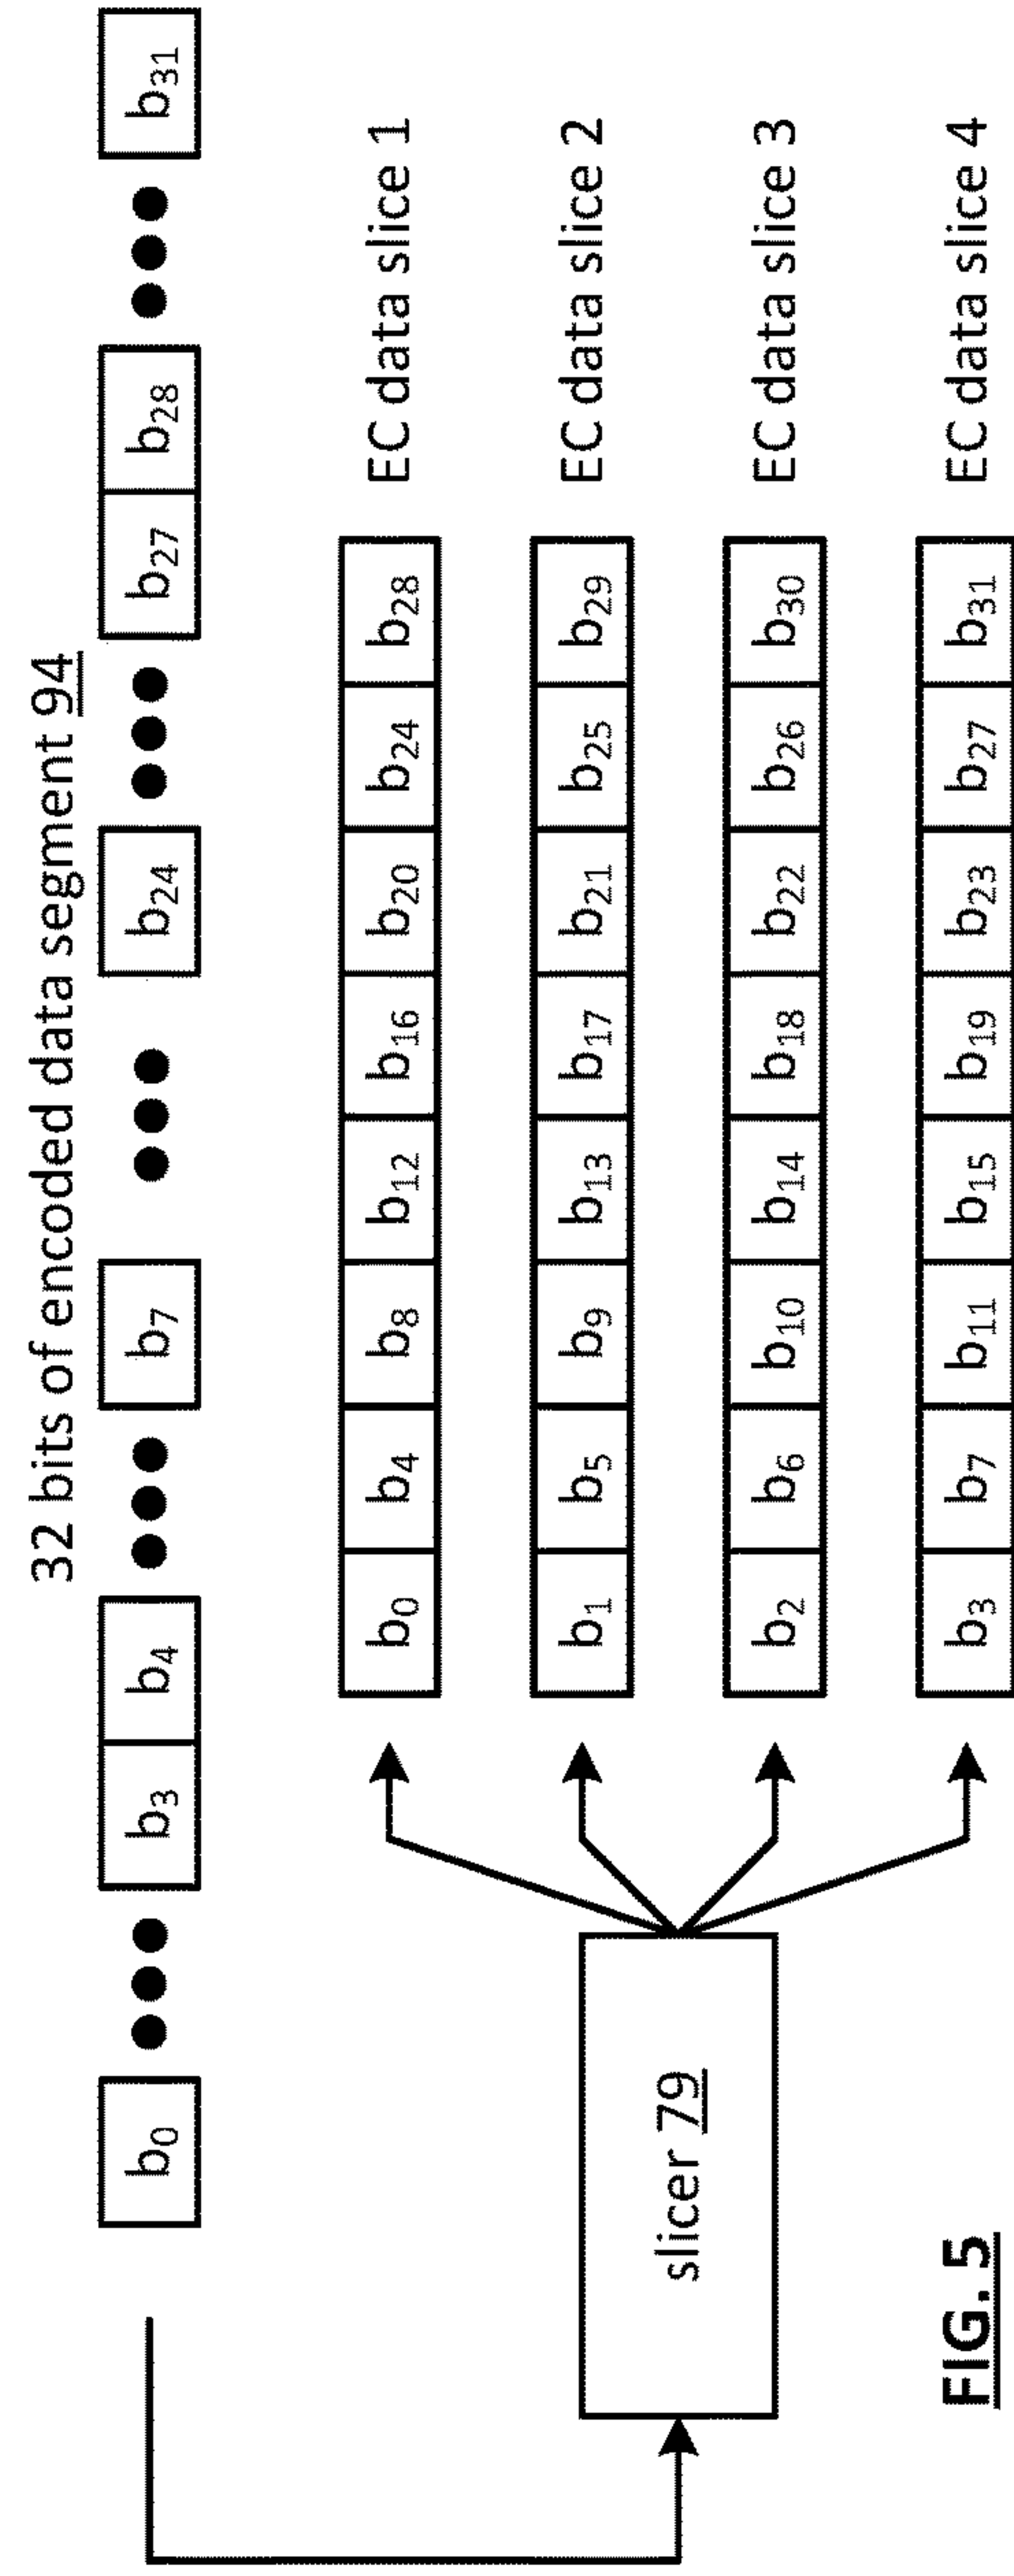 32 bits of encoded data segment 94
b0 ●●● b3 b4 ●●● b7 ●●● b24 ●●● b27 b28 ●●● b31
b0 b4 b8 b12 b16 b20 b24 b28 EC data slice 1
b1 b5 b9 b13 b17 b21 b25 b29 EC data slice 2
slicer 79
b2 b6 b10 b14 b18 b22 b26 b30 EC data slice 3
b3 b7 b11 b15 b19 b23 b27 b31 EC data slice 4
FIG. 5